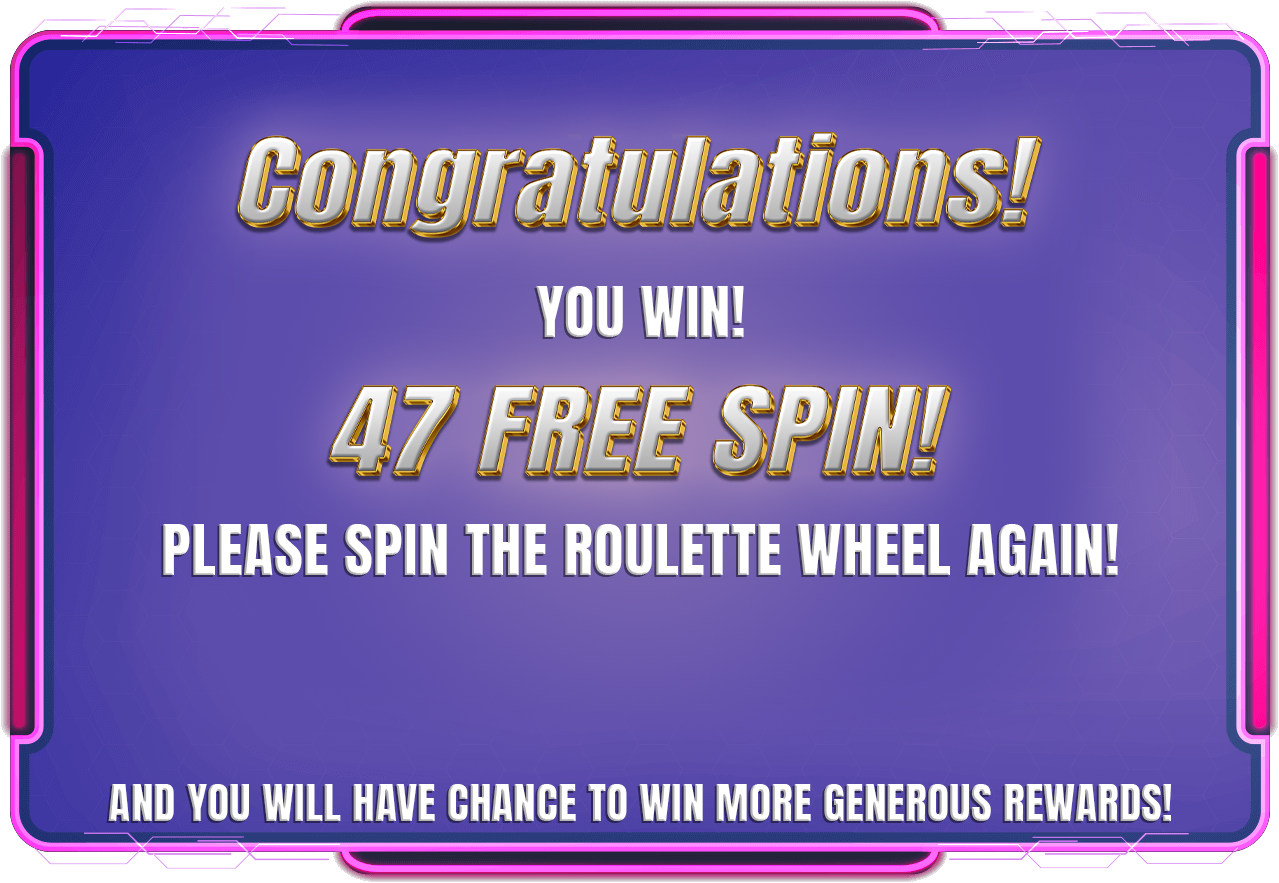 Congratulations!
YOU WIN!
47 FREE SPIN!
PLEASE SPIN THE ROULETTE WHEEL AGAIN!
AND YOU WILL HAVE CHANCE TO WIN MORE GENEROUS REWARDS!